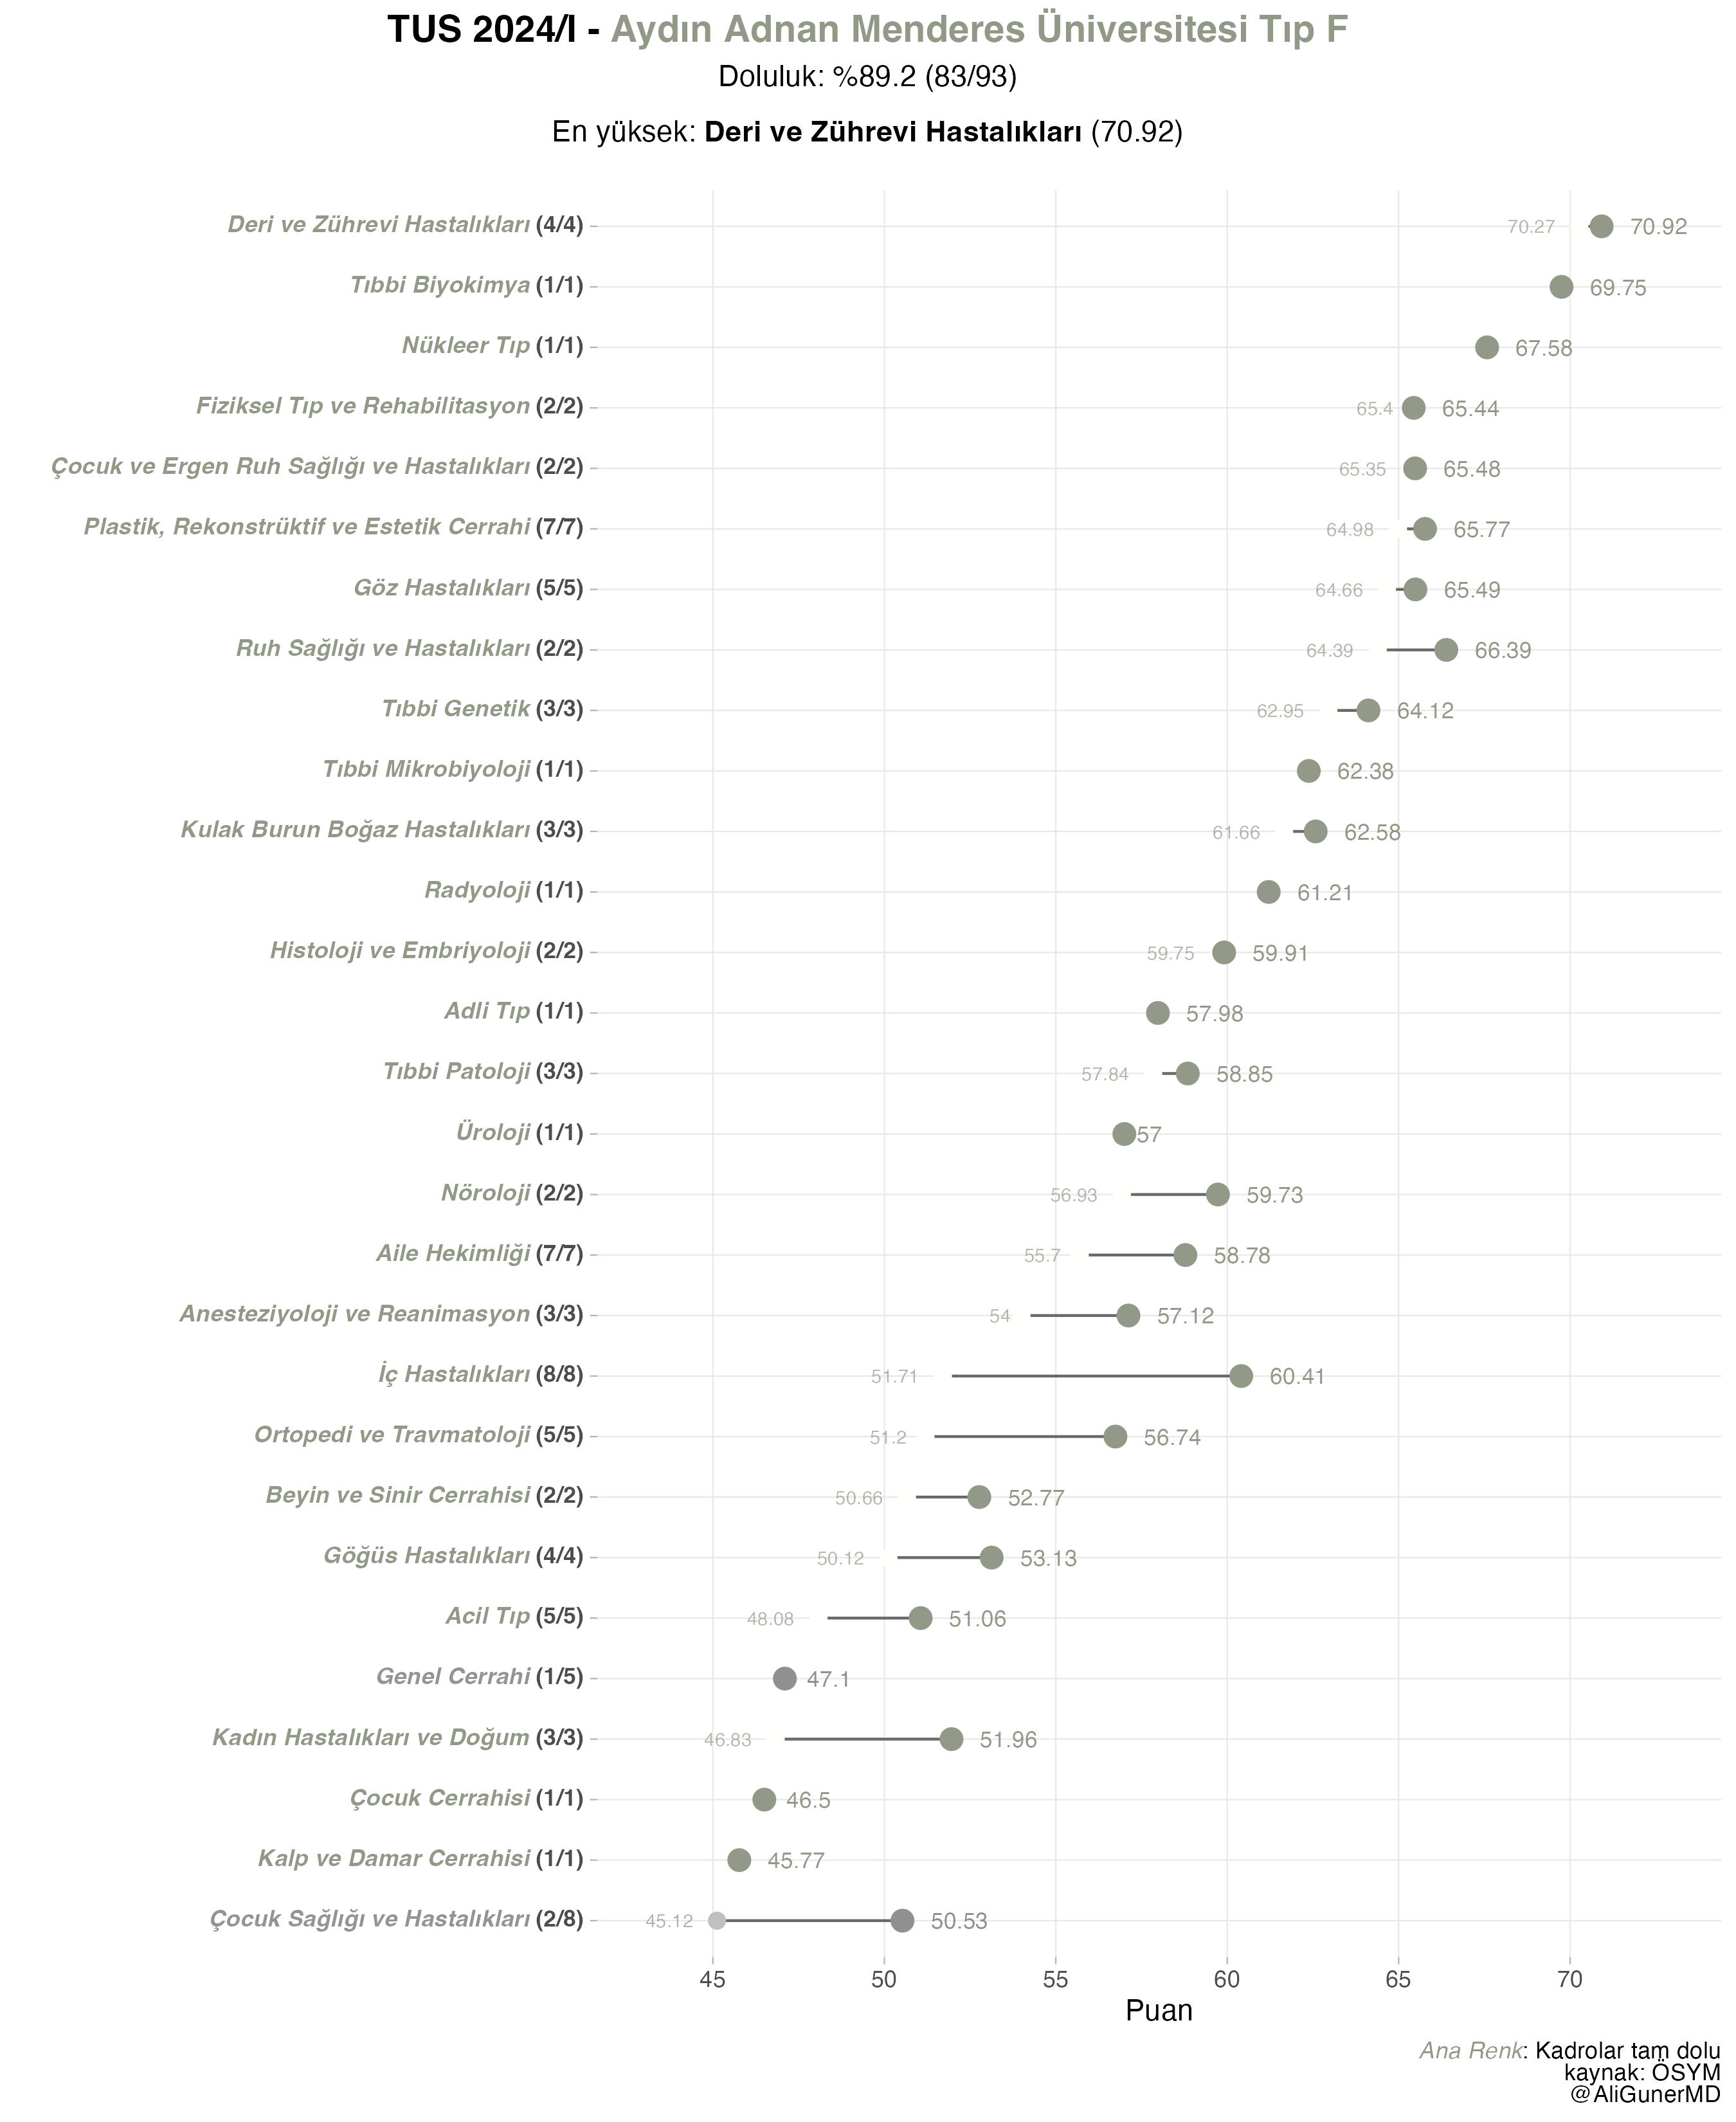 TUS 2024/I - Aydın Adnan Menderes Üniversitesi Tıp F
Doluluk: %89.2 (83/93)
En yüksek: Deri ve Zührevi Hastalıkları (70.92)
Deri ve Zührevi Hastalıkları (4/4) 70.27 70.92
Tıbbi Biyokimya (1/1) 69.75
Nükleer Tıp (1/1) 67.58
Fiziksel Tıp ve Rehabilitasyon (2/2) 65.4 65.44
Çocuk ve Ergen Ruh Sağlığı ve Hastalıkları (2/2) 65.35 65.48
Plastik, Rekonstrüktif ve Estetik Cerrahi (7/7) 64.98 65.77
Göz Hastalıkları (5/5) 64.66 65.49
Ruh Sağlığı ve Hastalıkları (2/2) 64.39 66.39
Tıbbi Genetik (3/3) 62.95 64.12
Tıbbi Mikrobiyoloji (1/1) 62.38
Kulak Burun Boğaz Hastalıkları (3/3) 61.66 62.58
Radyoloji (1/1) 61.21
Histoloji ve Embriyoloji (2/2) 59.75 59.91
Adli Tıp (1/1) 57.98
Tıbbi Patoloji (3/3) 57.84 58.85
Üroloji (1/1) 57
Nöroloji (2/2) 56.93 59.73
Aile Hekimliği (7/7) 55.7 58.78
Anesteziyoloji ve Reanimasyon (3/3) 54 57.12
İç Hastalıkları (8/8) 51.71 60.41
Ortopedi ve Travmatoloji (5/5) 51.2 56.74
Beyin ve Sinir Cerrahisi (2/2) 50.66 52.77
Göğüs Hastalıkları (4/4) 50.12 53.13
Acil Tıp (5/5) 48.08 51.06
Genel Cerrahi (1/5) 47.1
Kadın Hastalıkları ve Doğum (3/3) 46.83 51.96
Çocuk Cerrahisi (1/1) 46.5
Kalp ve Damar Cerrahisi (1/1) 45.77
Çocuk Sağlığı ve Hastalıkları (2/8) 45.12 50.53
45 50 55 60 65 70
Puan
Ana Renk: Kadrolar tam dolu
kaynak: ÖSYM
@AliGunerMD